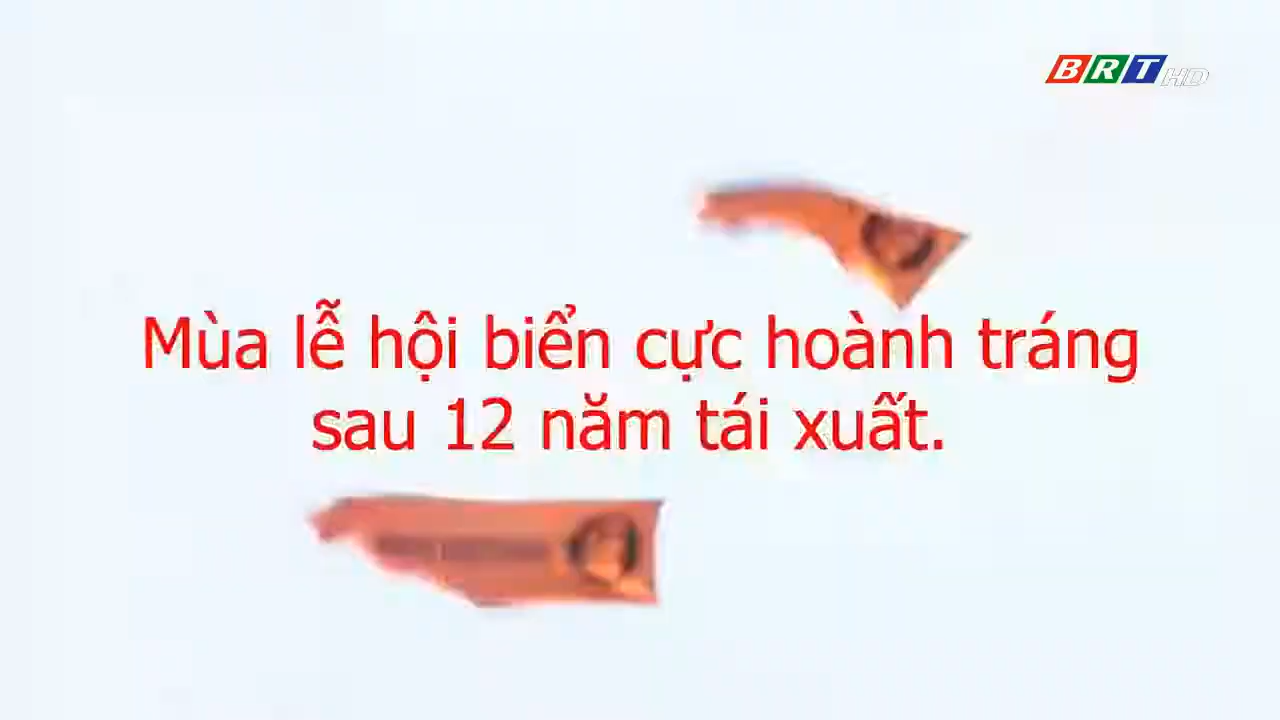 BRT HD
Mùa lễ hội biển cực hoành tráng
sau 12 năm tái xuất.